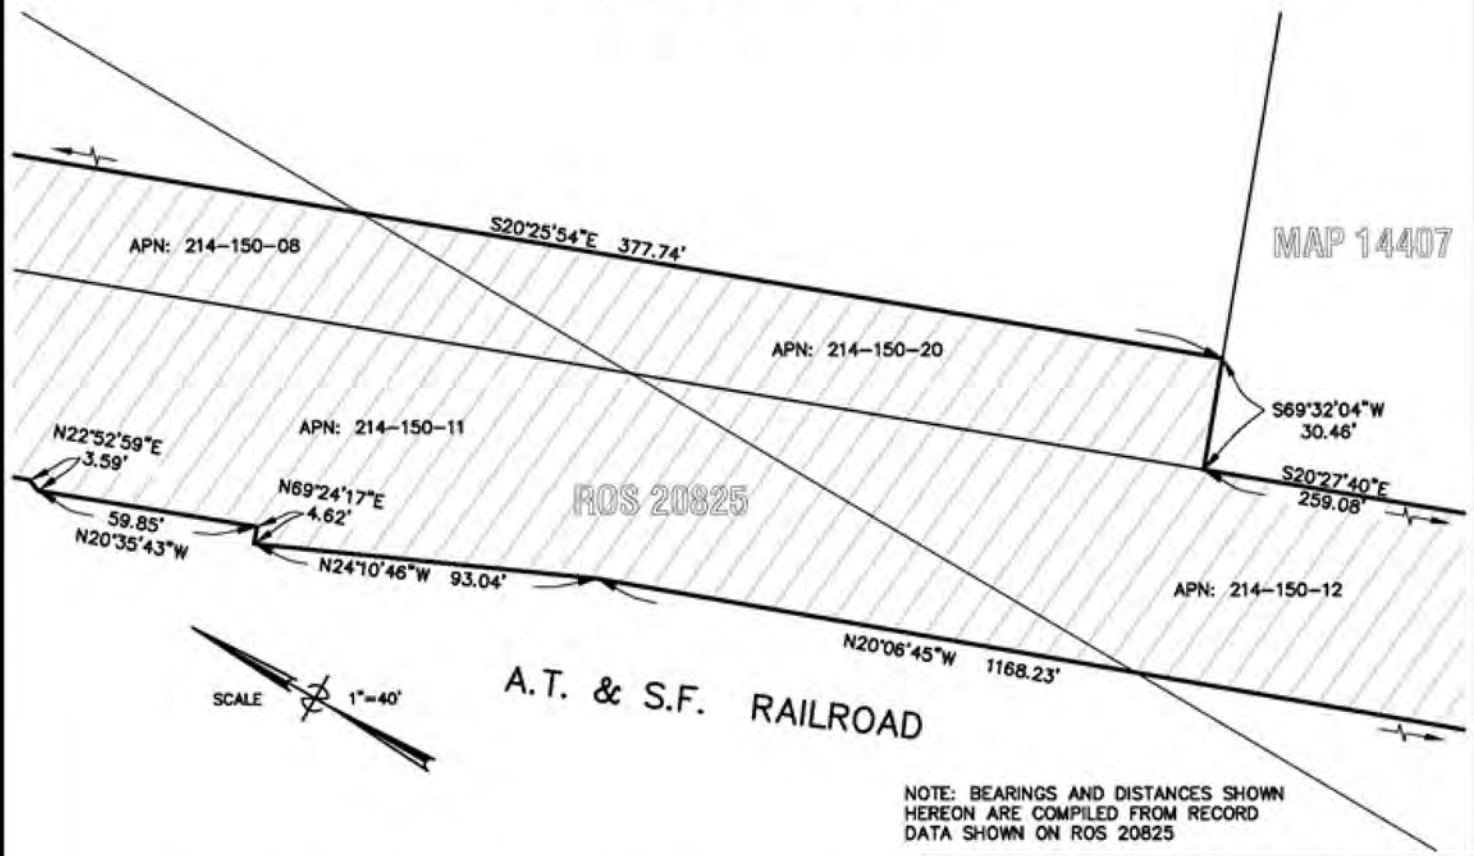 APN: 214-150-08
S20°25'54"E 377.74'
MAP 14407
APN: 214-150-20
S69°32'04"W
30.46'
APN: 214-150-11
N22°52'59"E
3.59'
S20°27'40"E
259.08'
N69°24'17"E
4.62'
ROS 20825
59.85'
N20°35'43"W
N24°10'46"W 93.04'
APN: 214-150-12
N20°06'45"W 1168.23'
SCALE 1"=40'
A.T. & S.F. RAILROAD
NOTE: BEARINGS AND DISTANCES SHOWN
HEREON ARE COMPILED FROM RECORD
DATA SHOWN ON ROS 20825